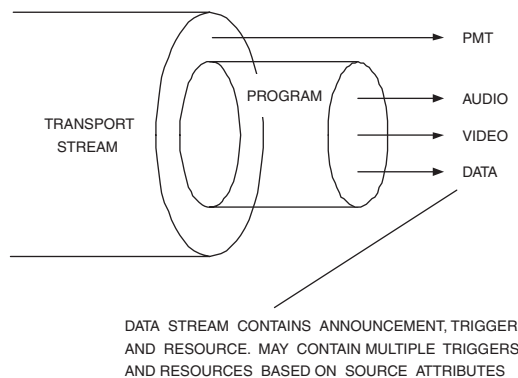 PMT
PROGRAM
AUDIO
TRANSPORT
STREAM
VIDEO
DATA
DATA STREAM CONTAINS ANNOUNCEMENT, TRIGGER
AND RESOURCE. MAY CONTAIN MULTIPLE TRIGGERS
AND RESOURCES BASED ON SOURCE ATTRIBUTES